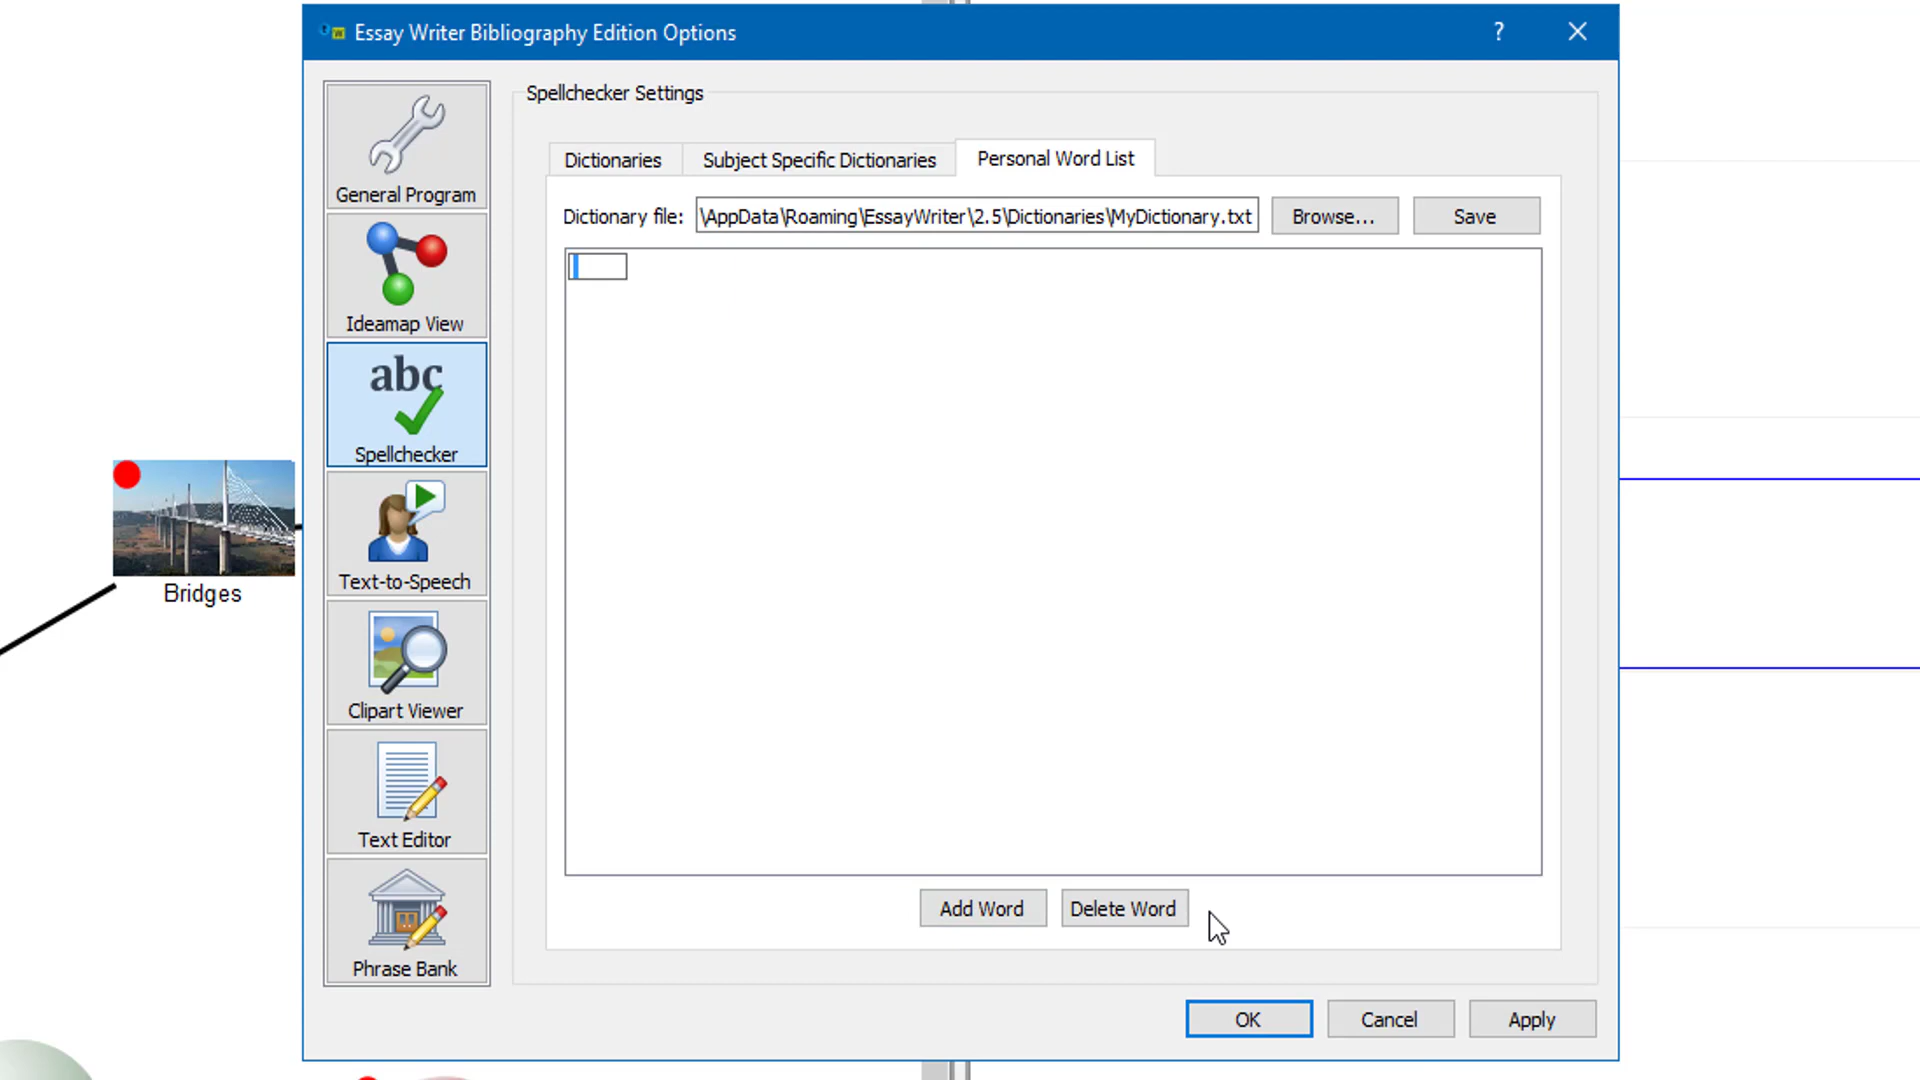 Essay Writer Bibliography Edition Options
?
Spellchecker Settings
General Program
Dictionaries
Subject Specific Dictionaries
Personal Word List
Dictionary file:
\AppData\Roaming\EssayWriter\2.5\Dictionaries\MyDictionary.txt
Browse...
Save
Ideamap View
abc
Spellchecker
Text-to-Speech
Bridges
Clipart Viewer
Text Editor
Phrase Bank
Add Word
Delete Word
OK
Cancel
Apply